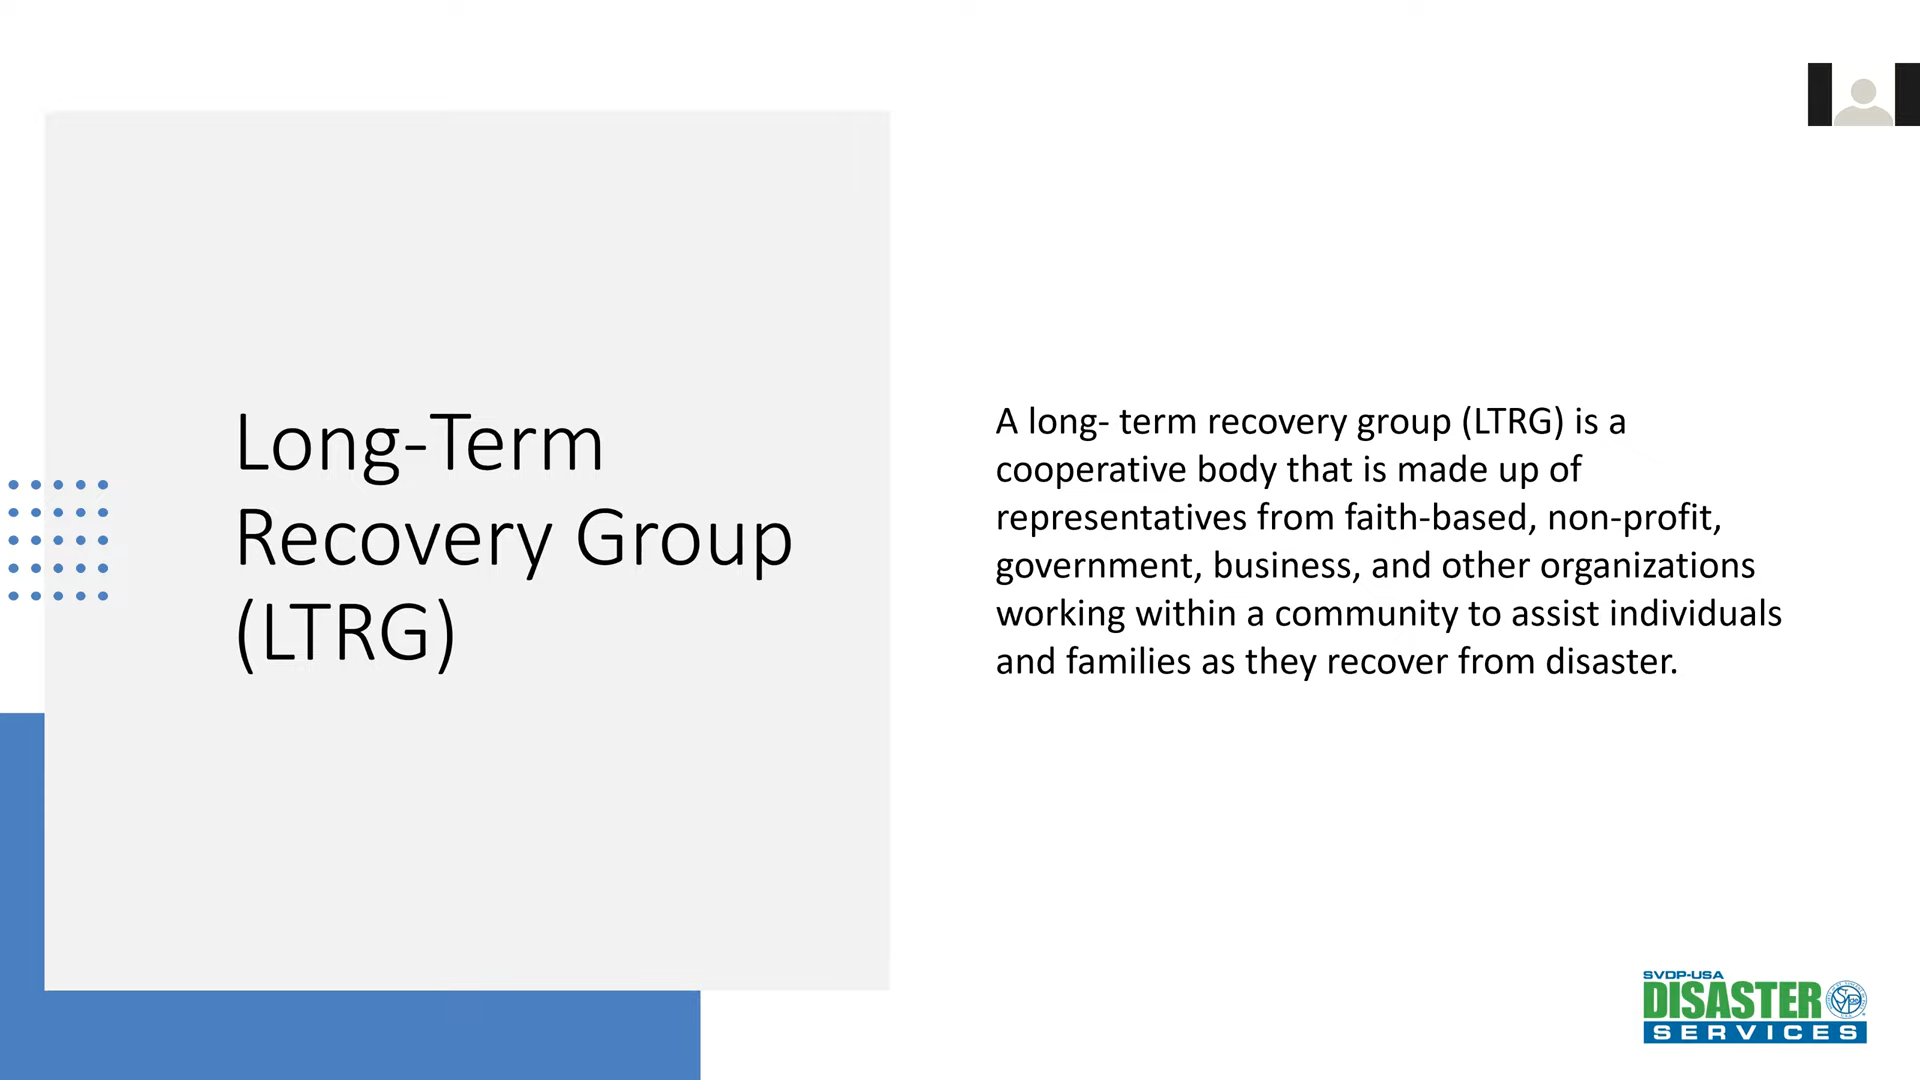 Long-Term
Recovery Group
(LTRG)
A long- term recovery group (LTRG) is a
cooperative body that is made up of
representatives from faith-based, non-profit,
government, business, and other organizations
working within a community to assist individuals
and families as they recover from disaster.
SVDP-USA
DISASTER
SERVICES